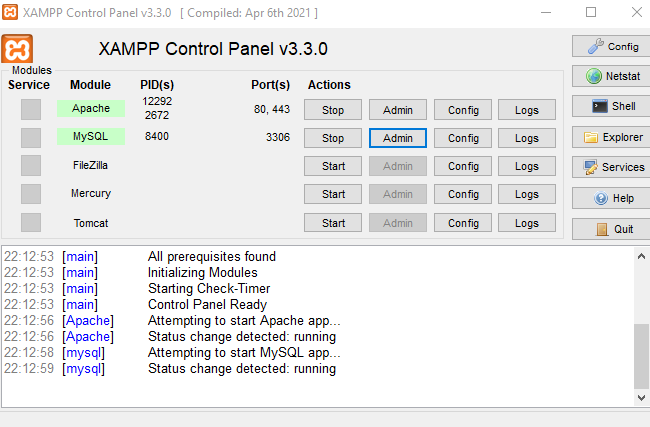 XAMPP Control Panel v3.3.0 [ Compiled: Apr 6th 2021 ]
XAMPP Control Panel v3.3.0
Config
Modules
Service Module PID(s) Port(s) Actions
Netstat
Apache 12292 2672 80, 443 Stop Admin Config Logs
Shell
MySQL 8400 3306 Stop Admin Config Logs
Explorer
FileZilla Start Admin Config Logs
Services
Mercury Start Admin Config Logs
Help
Tomcat Start Admin Config Logs
Quit
22:12:53 [main] All prerequisites found
22:12:53 [main] Initializing Modules
22:12:53 [main] Starting Check-Timer
22:12:53 [main] Control Panel Ready
22:12:56 [Apache] Attempting to start Apache app...
22:12:56 [Apache] Status change detected: running
22:12:58 [mysql] Attempting to start MySQL app...
22:12:59 [mysql] Status change detected: running